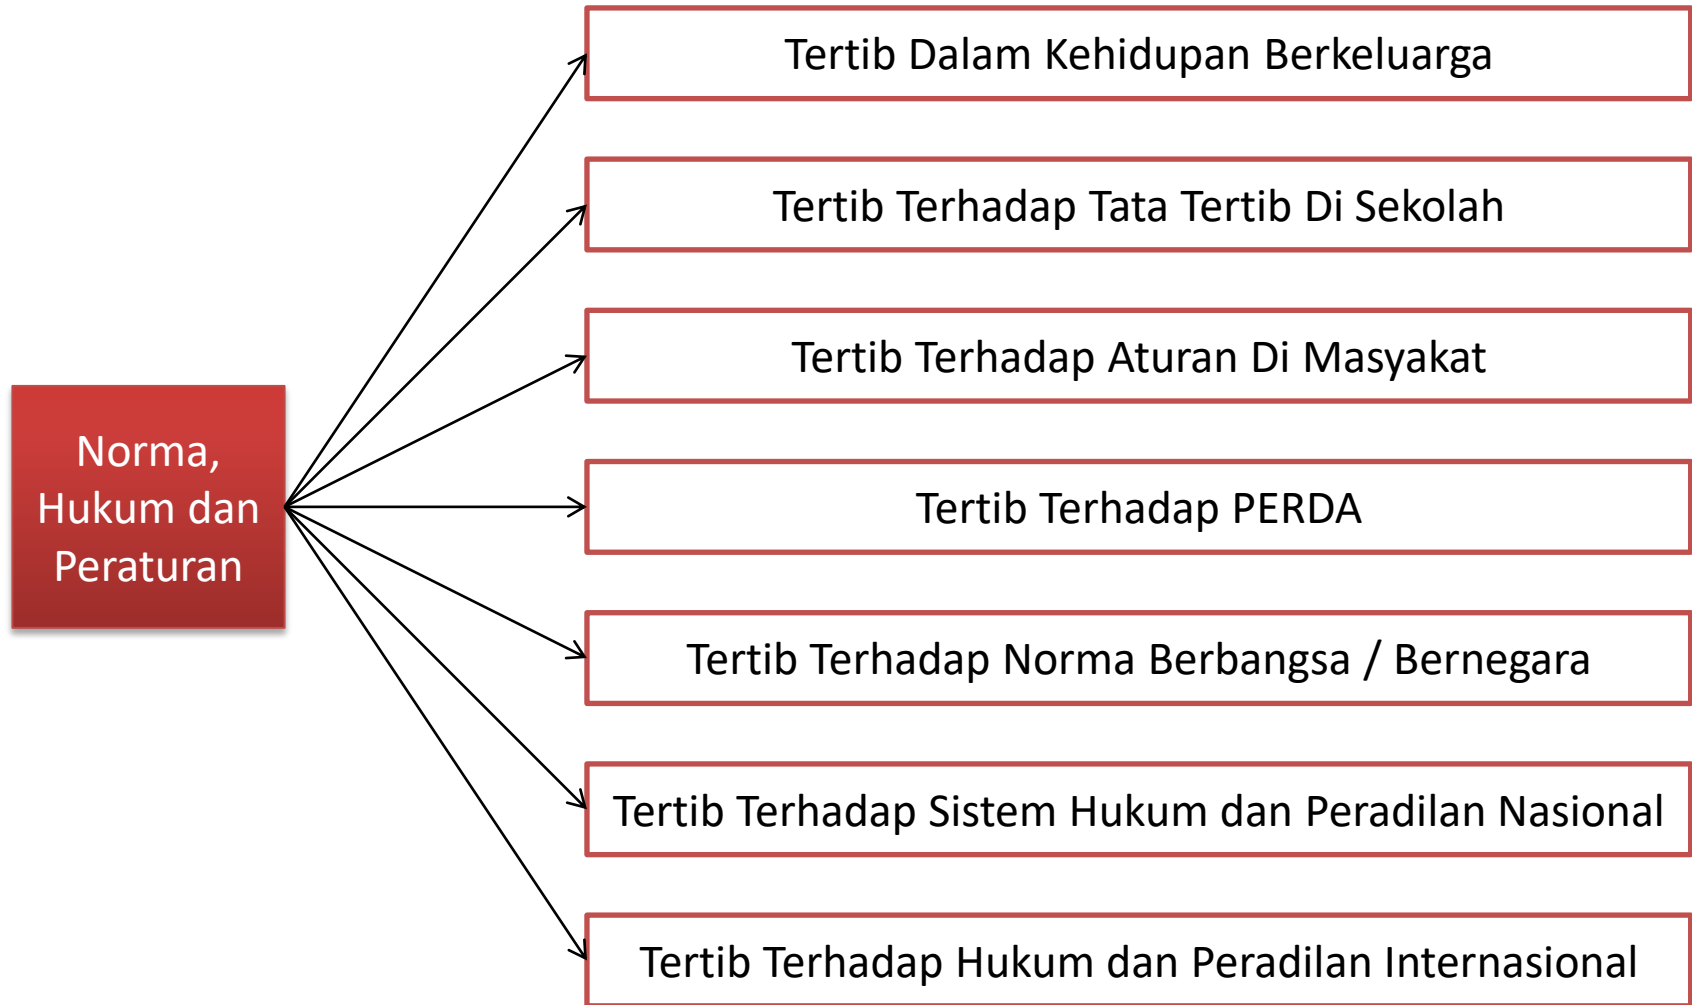 Tertib Dalam Kehidupan Berkeluarga
Tertib Terhadap Tata Tertib Di Sekolah
Tertib Terhadap Aturan Di Masyakat
Norma,
Hukum dan
Peraturan
Tertib Terhadap PERDA
Tertib Terhadap Norma Berbangsa / Bernegara
Tertib Terhadap Sistem Hukum dan Peradilan Nasional
Tertib Terhadap Hukum dan Peradilan Internasional